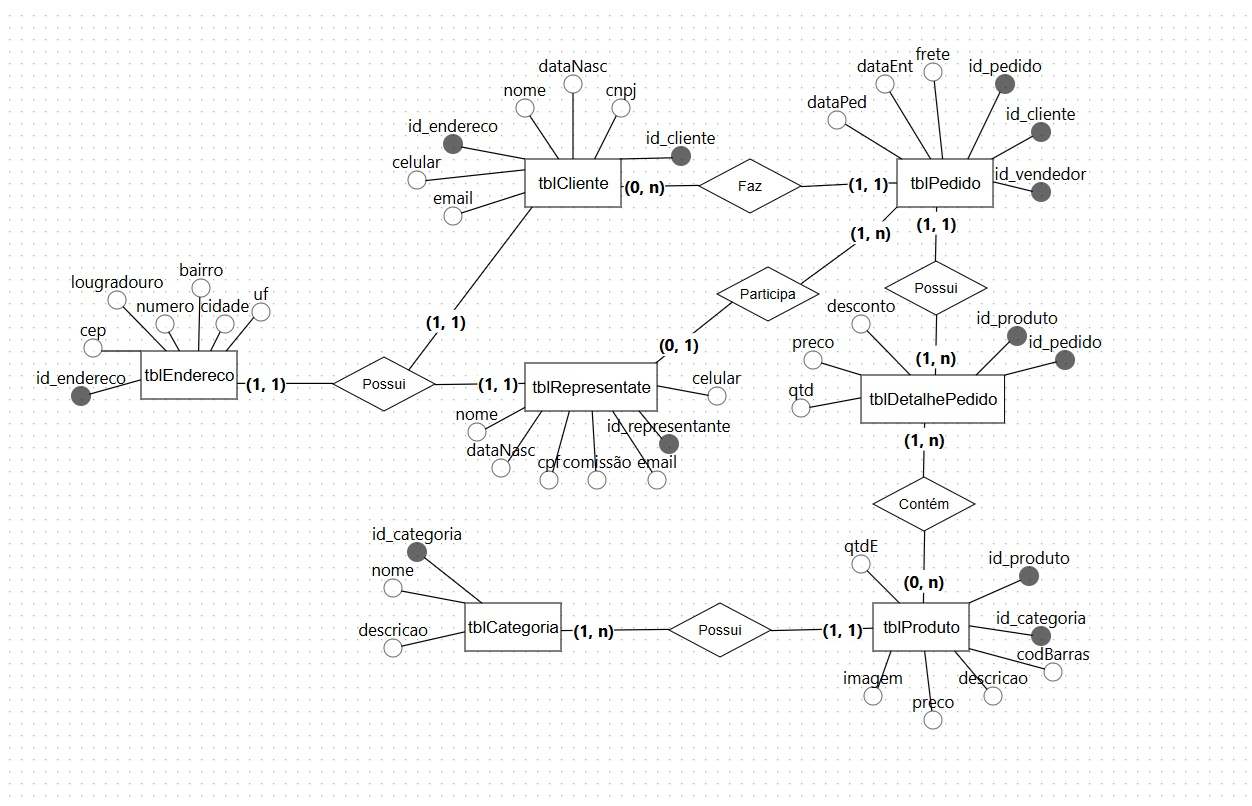 dataNasc
nome
cnpj
id_endereco
id_cliente
celular
email
tblCliente
(0, n)
Faz
(1, 1)
frete
dataEnt
id_pedido
dataPed
id_cliente
id_vendedor
tblPedido
(1, n)
(1, 1)
Participa
Possui
(0, 1)
(1, n)
bairro
lougradouro
numero
cidade
uf
cep
id_endereco
tblEndereco
(1, 1)
Possui
(1, 1)
(1, 1)
tblRepresentate
celular
nome
id_representante
dataNasc
cpf
comissão
email
desconto
id_produto
preco
id_pedido
qtd
tblDetalhePedido
(1, n)
Contém
(0, n)
id_categoria
nome
descricao
tblCategoria
(1, n)
Possui
(1, 1)
qtdE
id_produto
tblProduto
id_categoria
codBarras
imagem
descricao
preco